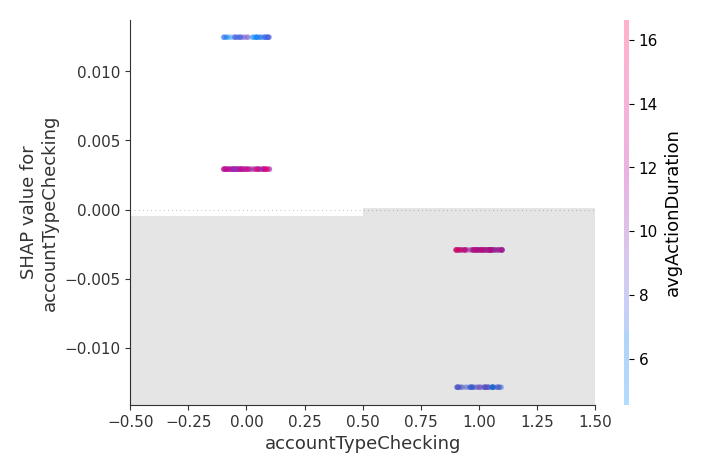 0.010
0.005
0.000
−0.005
−0.010
SHAP value for
accountTypeChecking
−0.50 −0.25 0.00 0.25 0.50 0.75 1.00 1.25 1.50
accountTypeChecking
16
14
12
10
8
6
avgActionDuration